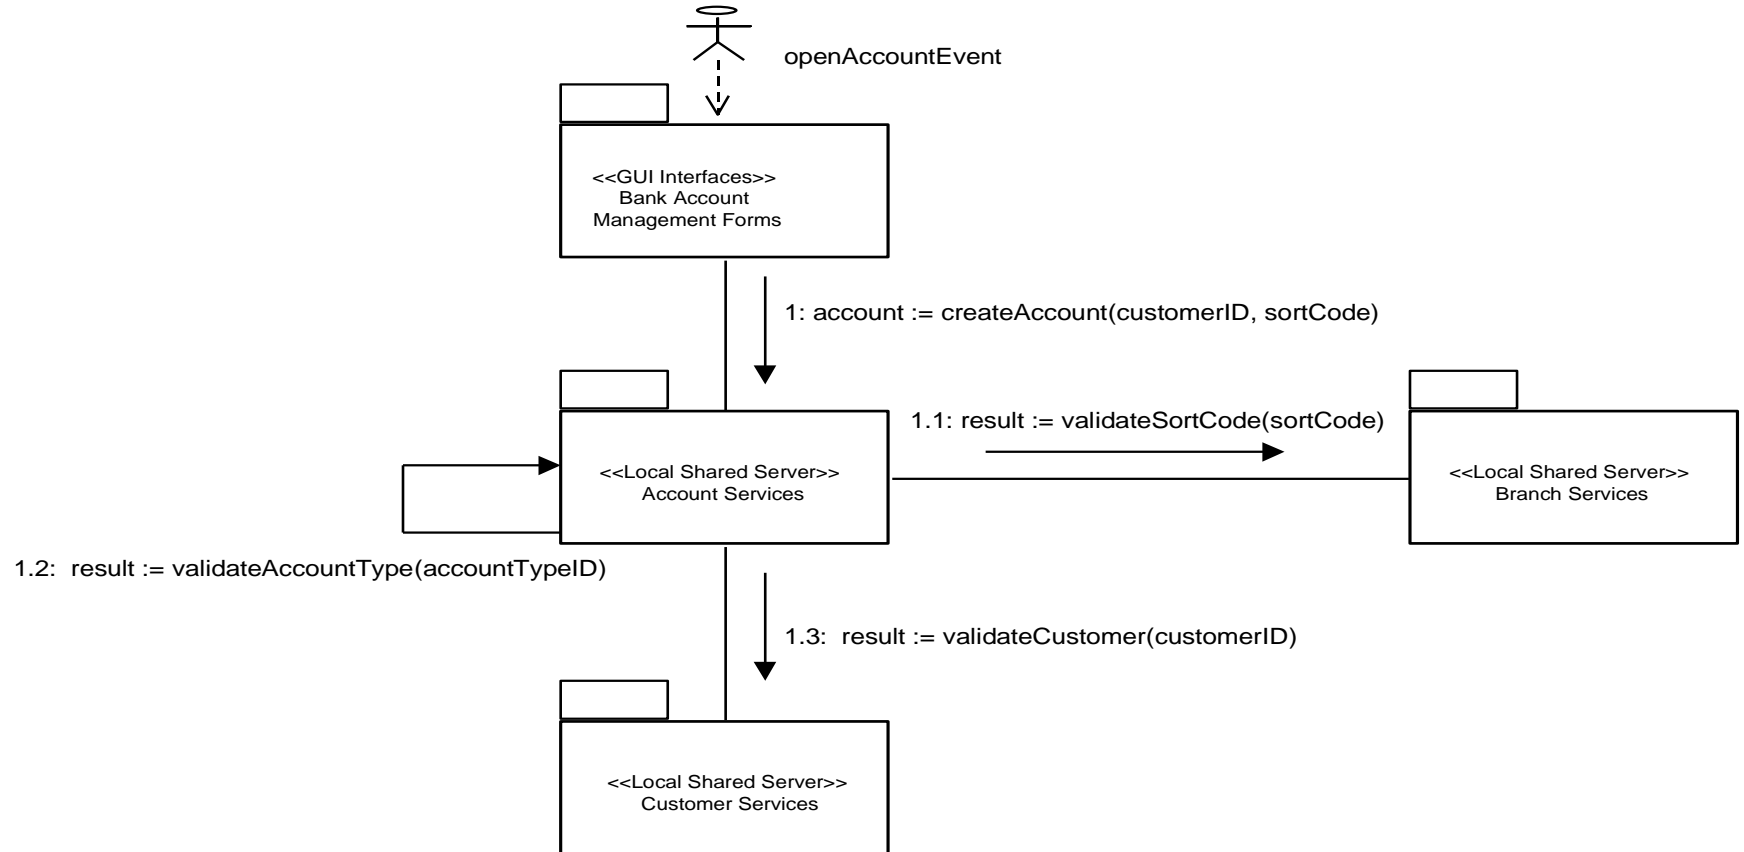 openAccountEvent
<<GUI Interfaces>>
Bank Account
Management Forms
1: account := createAccount(customerID, sortCode)
1.1: result := validateSortCode(sortCode)
<<Local Shared Server>>
Account Services
<<Local Shared Server>>
Branch Services
1.2:  result := validateAccountType(accountTypeID)
1.3:  result := validateCustomer(customerID)
<<Local Shared Server>>
Customer Services